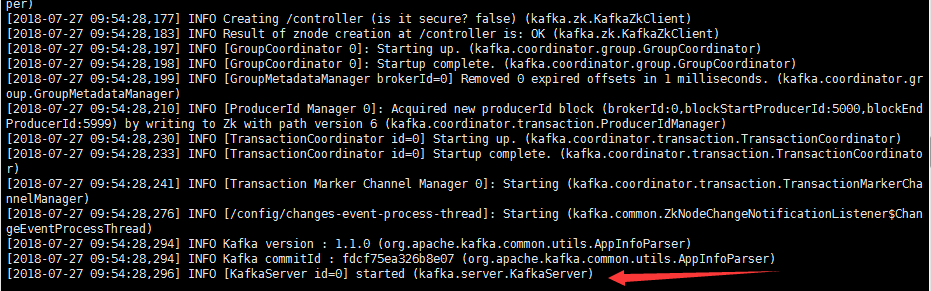 per)
[2018-07-27 09:54:28,177] INFO Creating /controller (is it secure? false) (kafka.zk.KafkaZkClient)
[2018-07-27 09:54:28,183] INFO Result of znode creation at /controller is: OK (kafka.zk.KafkaZkClient)
[2018-07-27 09:54:28,197] INFO [GroupCoordinator 0]: Starting up. (kafka.coordinator.group.GroupCoordinator)
[2018-07-27 09:54:28,198] INFO [GroupCoordinator 0]: Startup complete. (kafka.coordinator.group.GroupCoordinator)
[2018-07-27 09:54:28,199] INFO [GroupMetadataManager brokerId=0] Removed 0 expired offsets in 1 milliseconds. (kafka.coordinator.gr
oup.GroupMetadataManager)
[2018-07-27 09:54:28,210] INFO [ProducerId Manager 0]: Acquired new producerId block (brokerId:0,blockStartProducerId:5000,blockEnd
ProducerId:5999) by writing to Zk with path version 6 (kafka.coordinator.transaction.ProducerIdManager)
[2018-07-27 09:54:28,230] INFO [TransactionCoordinator id=0] Starting up. (kafka.coordinator.transaction.TransactionCoordinator)
[2018-07-27 09:54:28,233] INFO [TransactionCoordinator id=0] Startup complete. (kafka.coordinator.transaction.TransactionCoordinato
r)
[2018-07-27 09:54:28,241] INFO [Transaction Marker Channel Manager 0]: Starting (kafka.coordinator.transaction.TransactionMarkerCha
nnelManager)
[2018-07-27 09:54:28,276] INFO [/config/changes-event-process-thread]: Starting (kafka.common.ZkNodeChangeNotificationListener$Chan
geEventProcessThread)
[2018-07-27 09:54:28,294] INFO Kafka version : 1.1.0 (org.apache.kafka.common.utils.AppInfoParser)
[2018-07-27 09:54:28,294] INFO Kafka commitId : fdcf75ea326b8e07 (org.apache.kafka.common.utils.AppInfoParser)
[2018-07-27 09:54:28,296] INFO [KafkaServer id=0] started (kafka.server.KafkaServer)